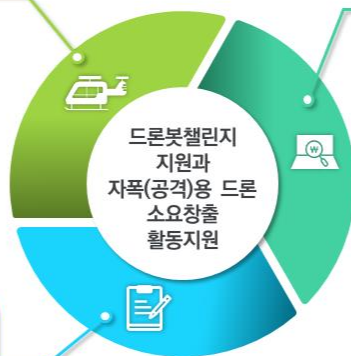 드론봇챌린지
지원과
자폭(공격)용 드론
소요창출
활동지원
₩